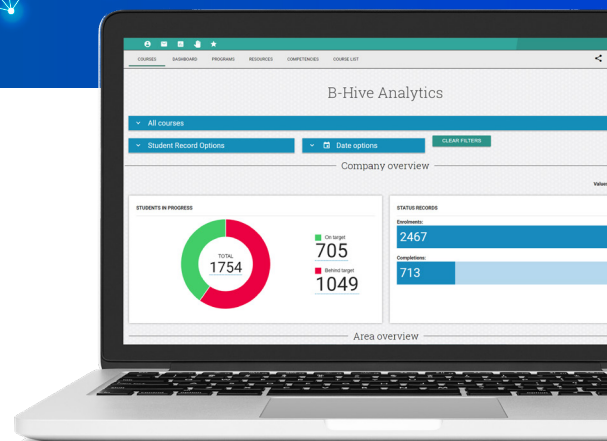 COURSES DASHBOARD PROGRAMS RESOURCES COMPETENCIES COURSE LIST
B-Hive Analytics
All courses
Student Record Options Date options CLEAR FILTERS
Company overview
Values
STUDENTS IN PROGRESS
TOTAL
1754
On target
705
Behind target
1049
STATUS RECORDS
Enrolments:
2467
Completions:
713
Area overview